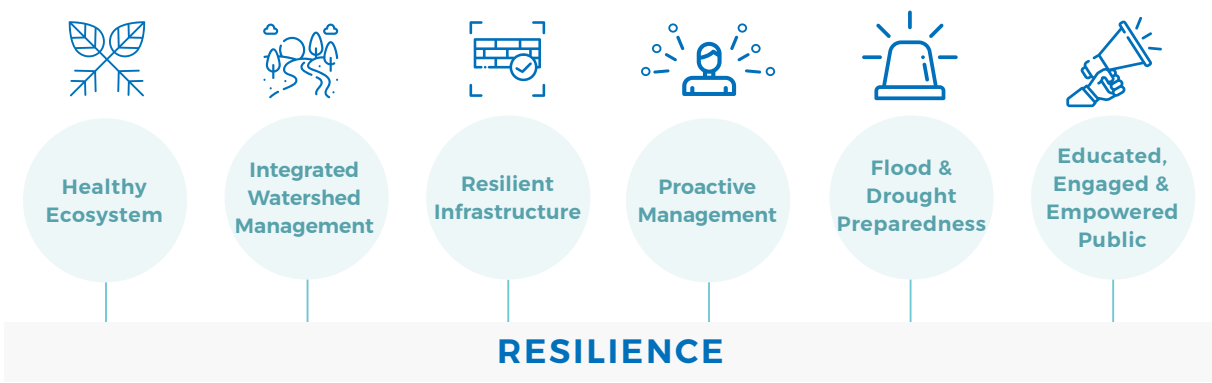 Healthy
Ecosystem
Integrated
Watershed
Management
Resilient
Infrastructure
Proactive
Management
Flood &
Drought
Preparedness
Educated,
Engaged &
Empowered
Public
RESILIENCE